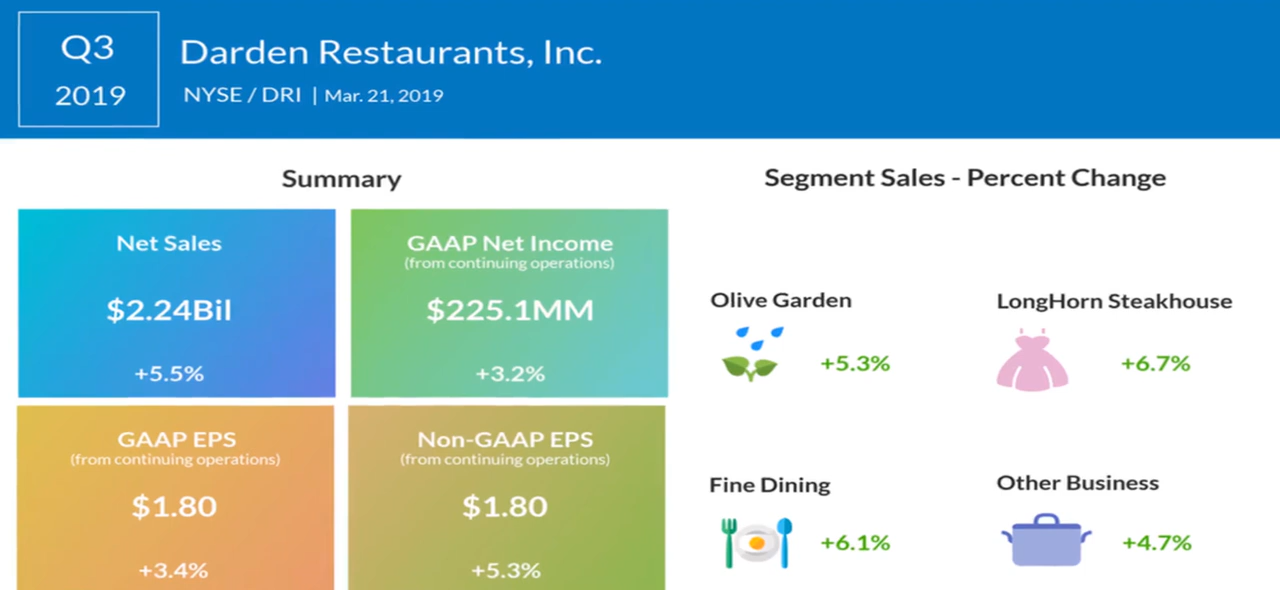 Q3
2019
Darden Restaurants, Inc.
NYSE / DRI | Mar. 21, 2019
Summary
Net Sales
$2.24Bil
+5.5%
GAAP Net Income
(from continuing operations)
$225.1MM
+3.2%
GAAP EPS
(from continuing operations)
$1.80
+3.4%
Non-GAAP EPS
(from continuing operations)
$1.80
+5.3%
Segment Sales - Percent Change
Olive Garden
+5.3%
LongHorn Steakhouse
+6.7%
Fine Dining
+6.1%
Other Business
+4.7%